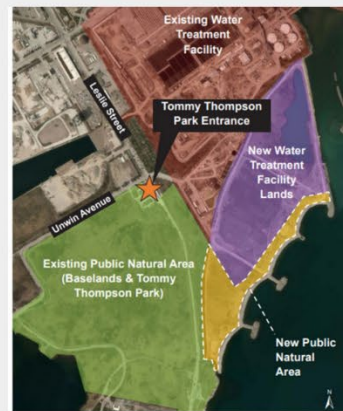 Existing Water
Treatment
Facility
Leslie Street
Tommy Thompson
Park Entrance
New Water
Treatment
Facility
Lands
Unwin Avenue
Existing Public Natural Area
(Baselands & Tommy
Thompson Park)
New Public
Natural
Area
N